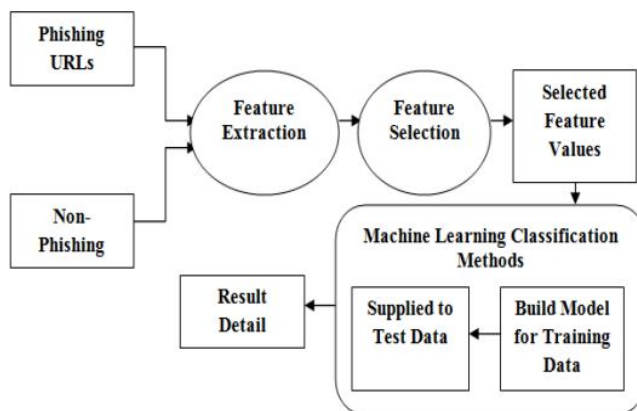 Phishing
URLs
Feature
Extraction
Feature
Selection
Selected
Feature
Values
Non-
Phishing
Machine Learning Classification
Methods
Result
Detail
Supplied to
Test Data
Build Model
for Training
Data